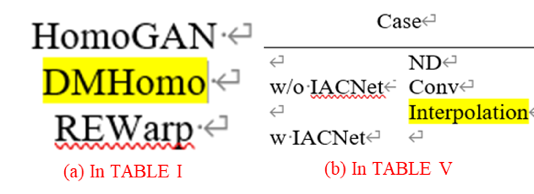 HomoGAN
DMHomo
REWarp
(a) In TABLE I
Case
ND
w/o IACNet Conv
Interpolation
w IACNet
(b) In TABLE V